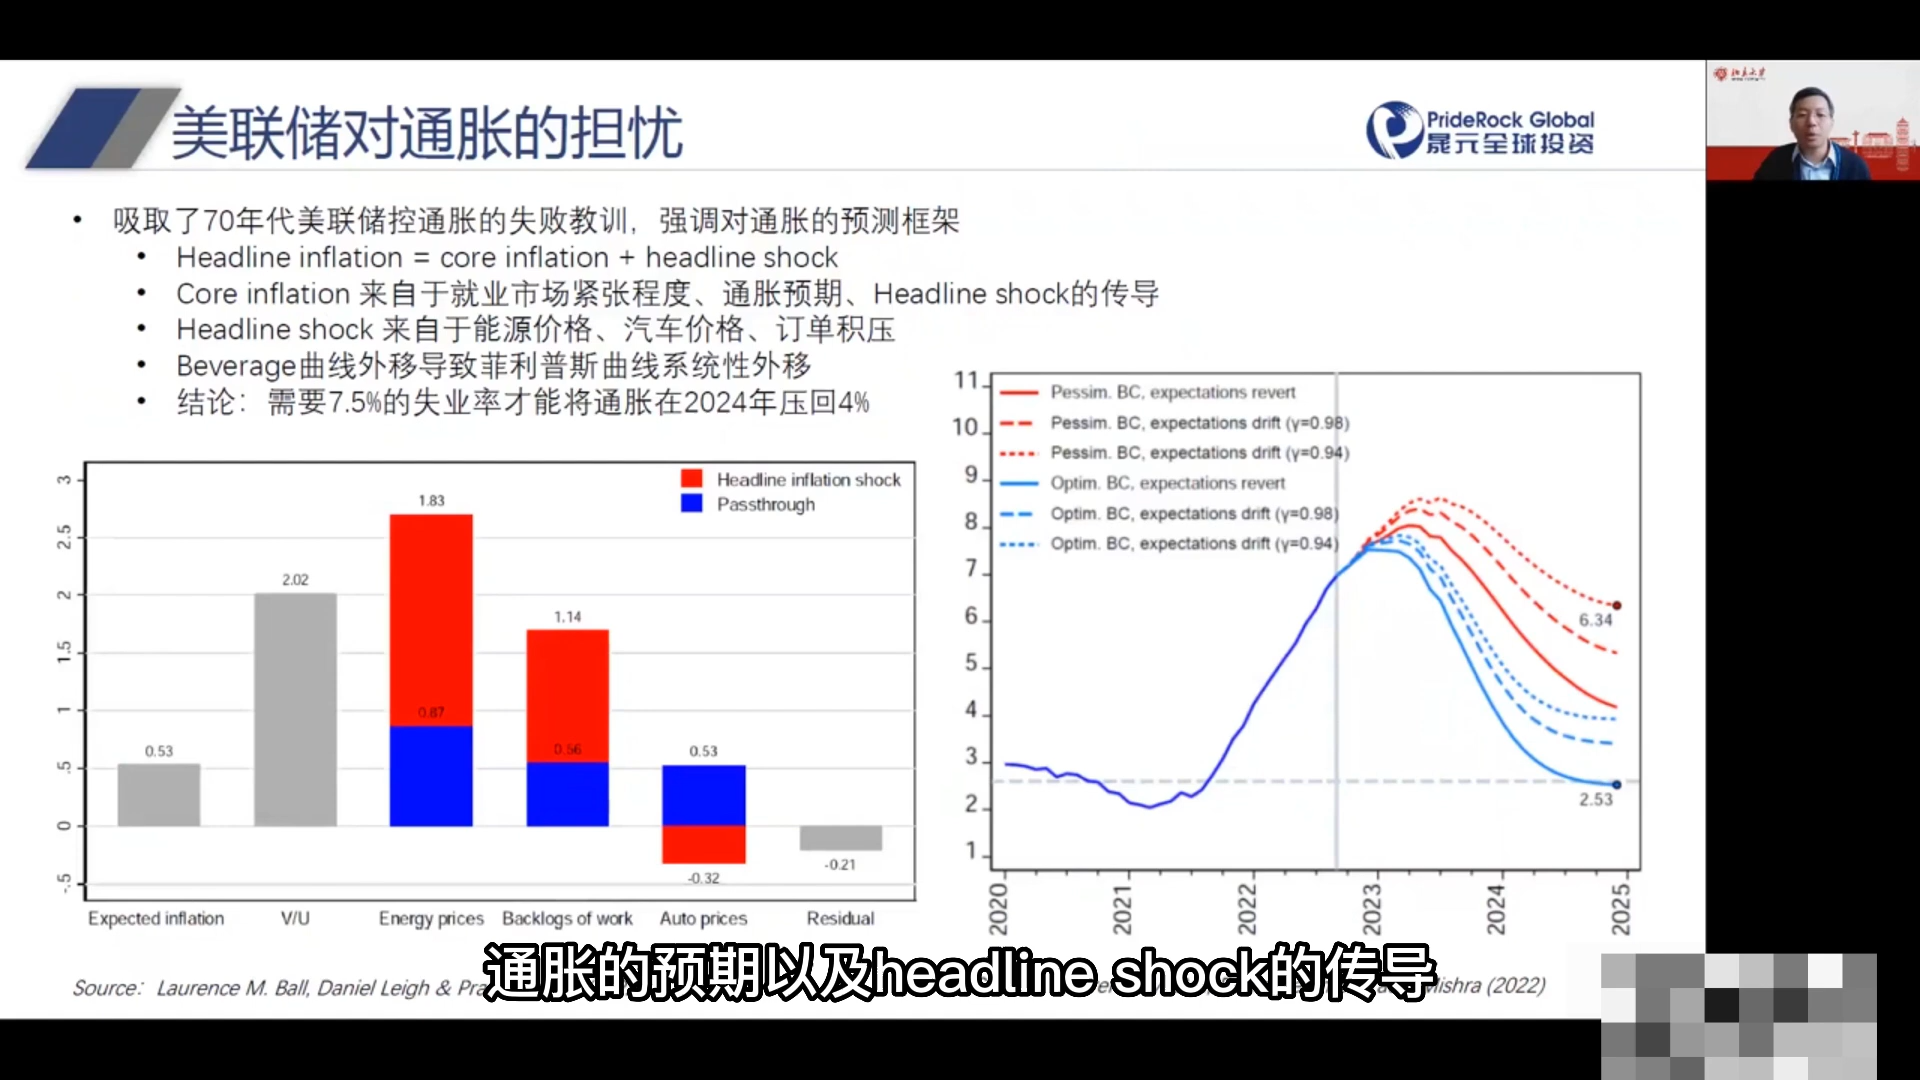 美联储对通胀的担忧
PrideRock Global
晟元全球投资
北京大学
• 吸取了70年代美联储控通胀的失败教训，强调对通胀的预测框架
• Headline inflation = core inflation + headline shock
• Core inflation 来自于就业市场紧张程度、通胀预期、Headline shock的传导
• Headline shock 来自于能源价格、汽车价格、订单积压
• Beverage曲线外移导致菲利普斯曲线系统性外移
• 结论：需要7.5%的失业率才能将通胀在2024年压回4%
Headline inflation shock
Passthrough
3
2.5
2
1.5
1
.5
0
-.5
0.53
2.02
1.83
0.87
1.14
0.56
0.53
-0.32
-0.21
Expected inflation
V/U
Energy prices
Backlogs of work
Auto prices
Residual
Pessim. BC, expectations revert
Pessim. BC, expectations drift (γ=0.98)
Pessim. BC, expectations drift (γ=0.94)
Optim. BC, expectations revert
Optim. BC, expectations drift (γ=0.98)
Optim. BC, expectations drift (γ=0.94)
11
10
9
8
7
6
5
4
3
2
1
6.34
2.53
2020
2021
2022
2023
2024
2025
Source: Laurence M. Ball, Daniel Leigh & Mishra (2022)
通胀的预期以及headline shock的传导